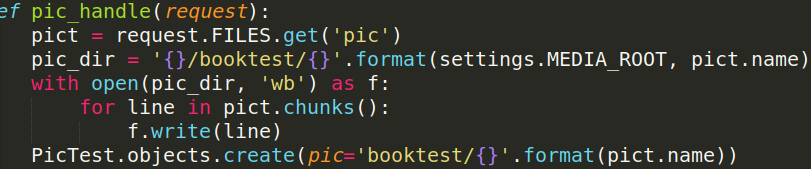 ef pic_handle(request):
    pict = request.FILES.get('pic')
    pic_dir = '{}/booktest/{}'.format(settings.MEDIA_ROOT, pict.name)
    with open(pic_dir, 'wb') as f:
        for line in pict.chunks():
            f.write(line)
    PicTest.objects.create(pic='booktest/{}'.format(pict.name))